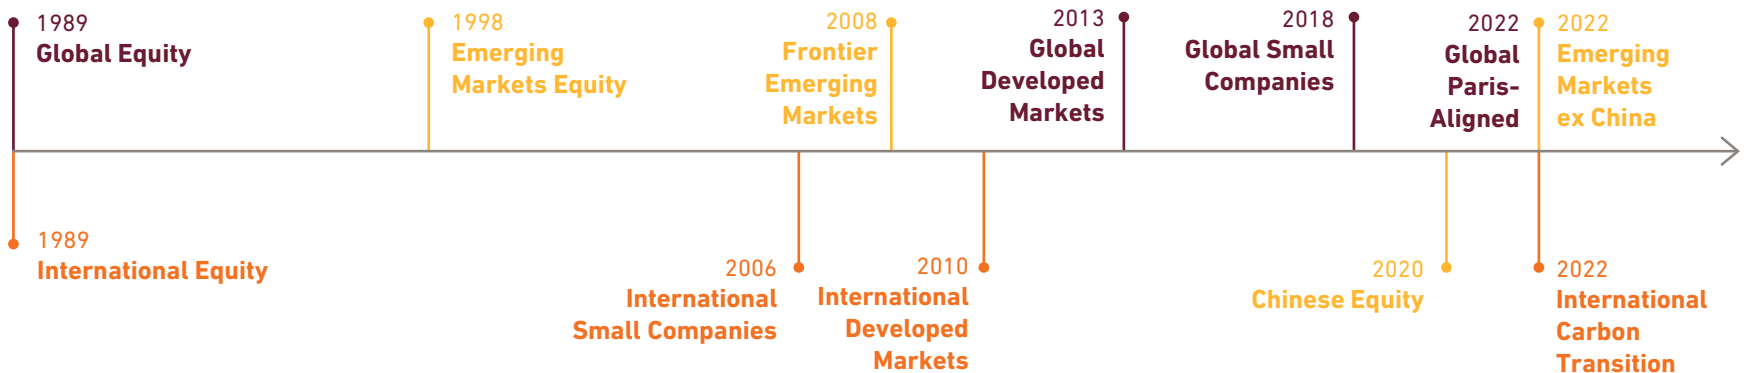 1989
Global Equity
1998
Emerging
Markets Equity
2008
Frontier
Emerging
Markets
2013
Global
Developed
Markets
2018
Global Small
Companies
2022
Global
Paris-
Aligned
2022
Emerging
Markets
ex China
1989
International Equity
2006
International
Small Companies
2010
International
Developed
Markets
2020
Chinese Equity
2022
International
Carbon
Transition